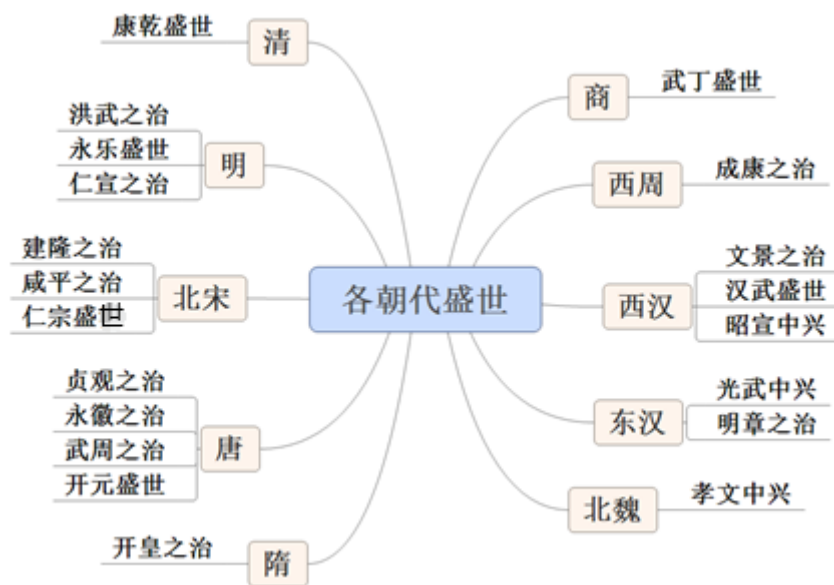 各朝代盛世
商
武丁盛世
西周
成康之治
西汉
文景之治
汉武盛世
昭宣中兴
东汉
光武中兴
明章之治
北魏
孝文中兴
隋
开皇之治
唐
贞观之治
永徽之治
武周之治
开元盛世
北宋
建隆之治
咸平之治
仁宗盛世
明
洪武之治
永乐盛世
仁宣之治
清
康乾盛世